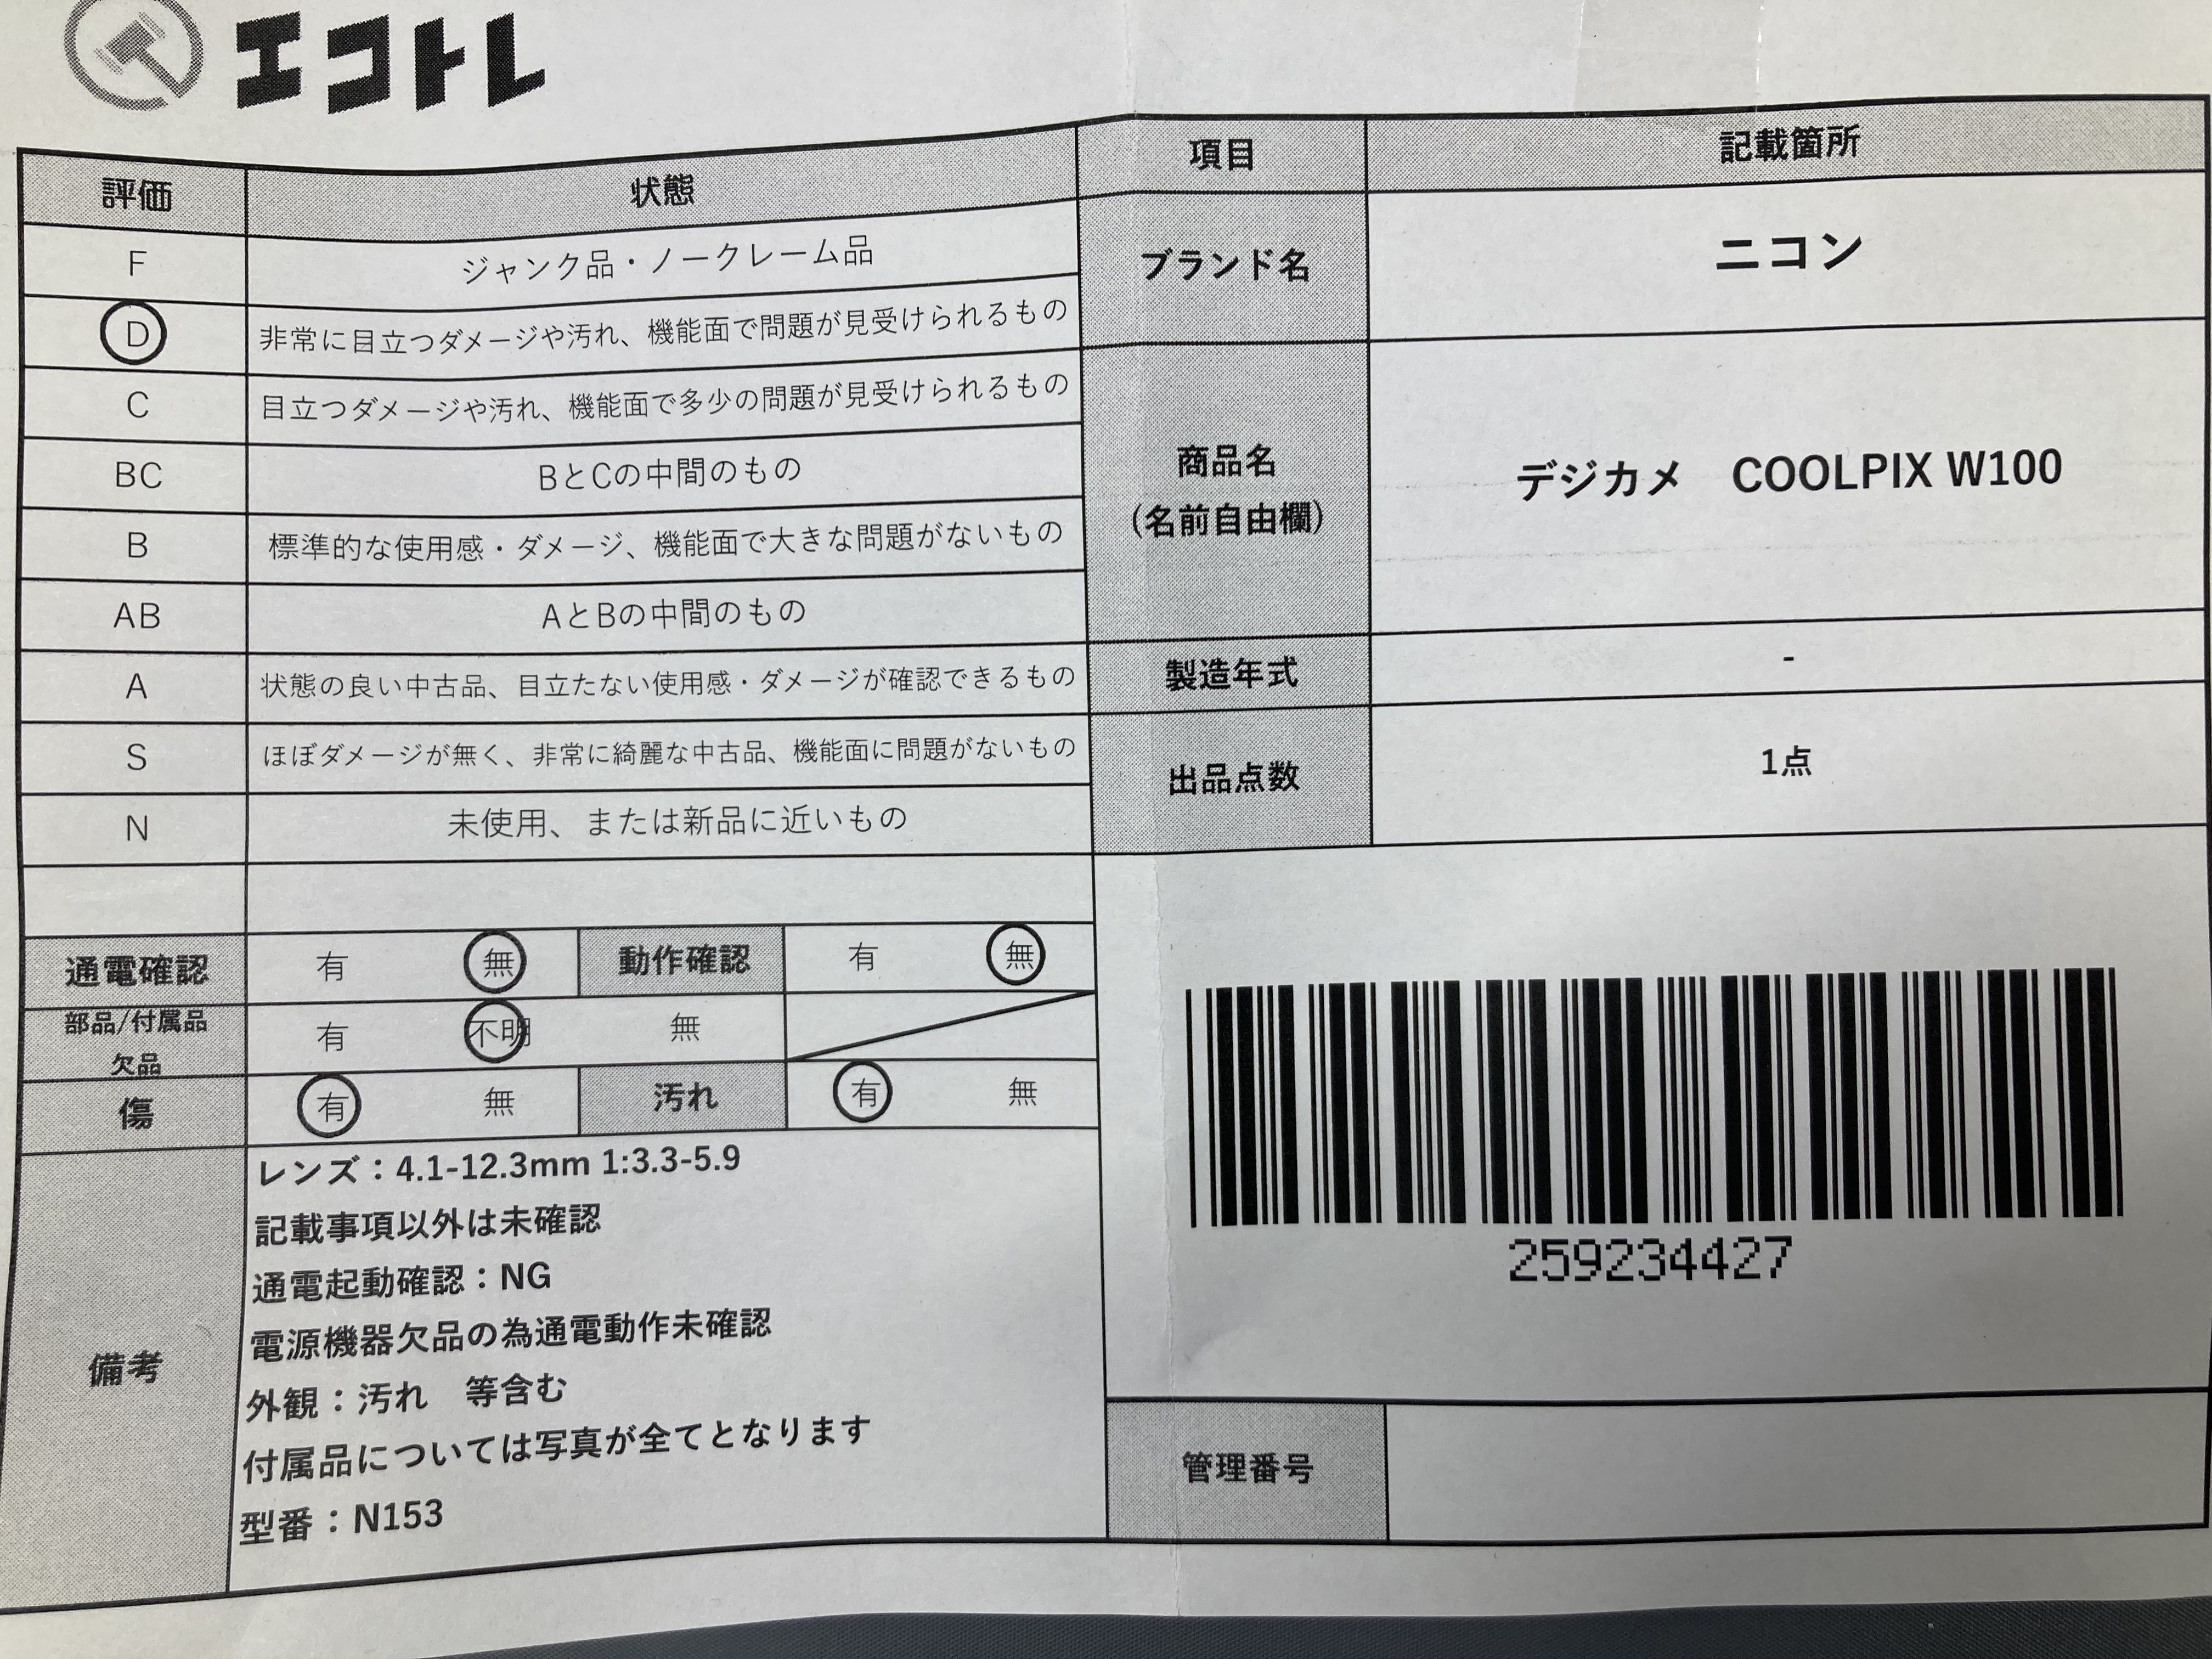 エコトレ
評価 状態
F ジャンク品・ノークレーム品
D 非常に目立つダメージや汚れ、機能面で問題が見受けられるもの
C 目立つダメージや汚れ、機能面で多少の問題が見受けられるもの
BC BとCの中間のもの
B 標準的な使用感・ダメージ、機能面で大きな問題がないもの
AB AとBの中間のもの
A 状態の良い中古品、目立たない使用感・ダメージが確認できるもの
S ほぼダメージが無く、非常に綺麗な中古品、機能面に問題がないもの
N 未使用、または新品に近いもの
通電確認 有 無 動作確認 有 無
部品/付属品
欠品 有 不明 無
傷 有 無 汚れ 有 無
備考
レンズ：4.1-12.3mm 1:3.3-5.9
記載事項以外は未確認
通電起動確認：NG
電源機器欠品の為通電動作未確認
外観：汚れ　等含む
付属品については写真が全てとなります
型番：N153
項目 記載箇所
ブランド名 ニコン
商品名
(名前自由欄) デジカメ　COOLPIX W100
製造年式 -
出品点数 1点
259234427
管理番号